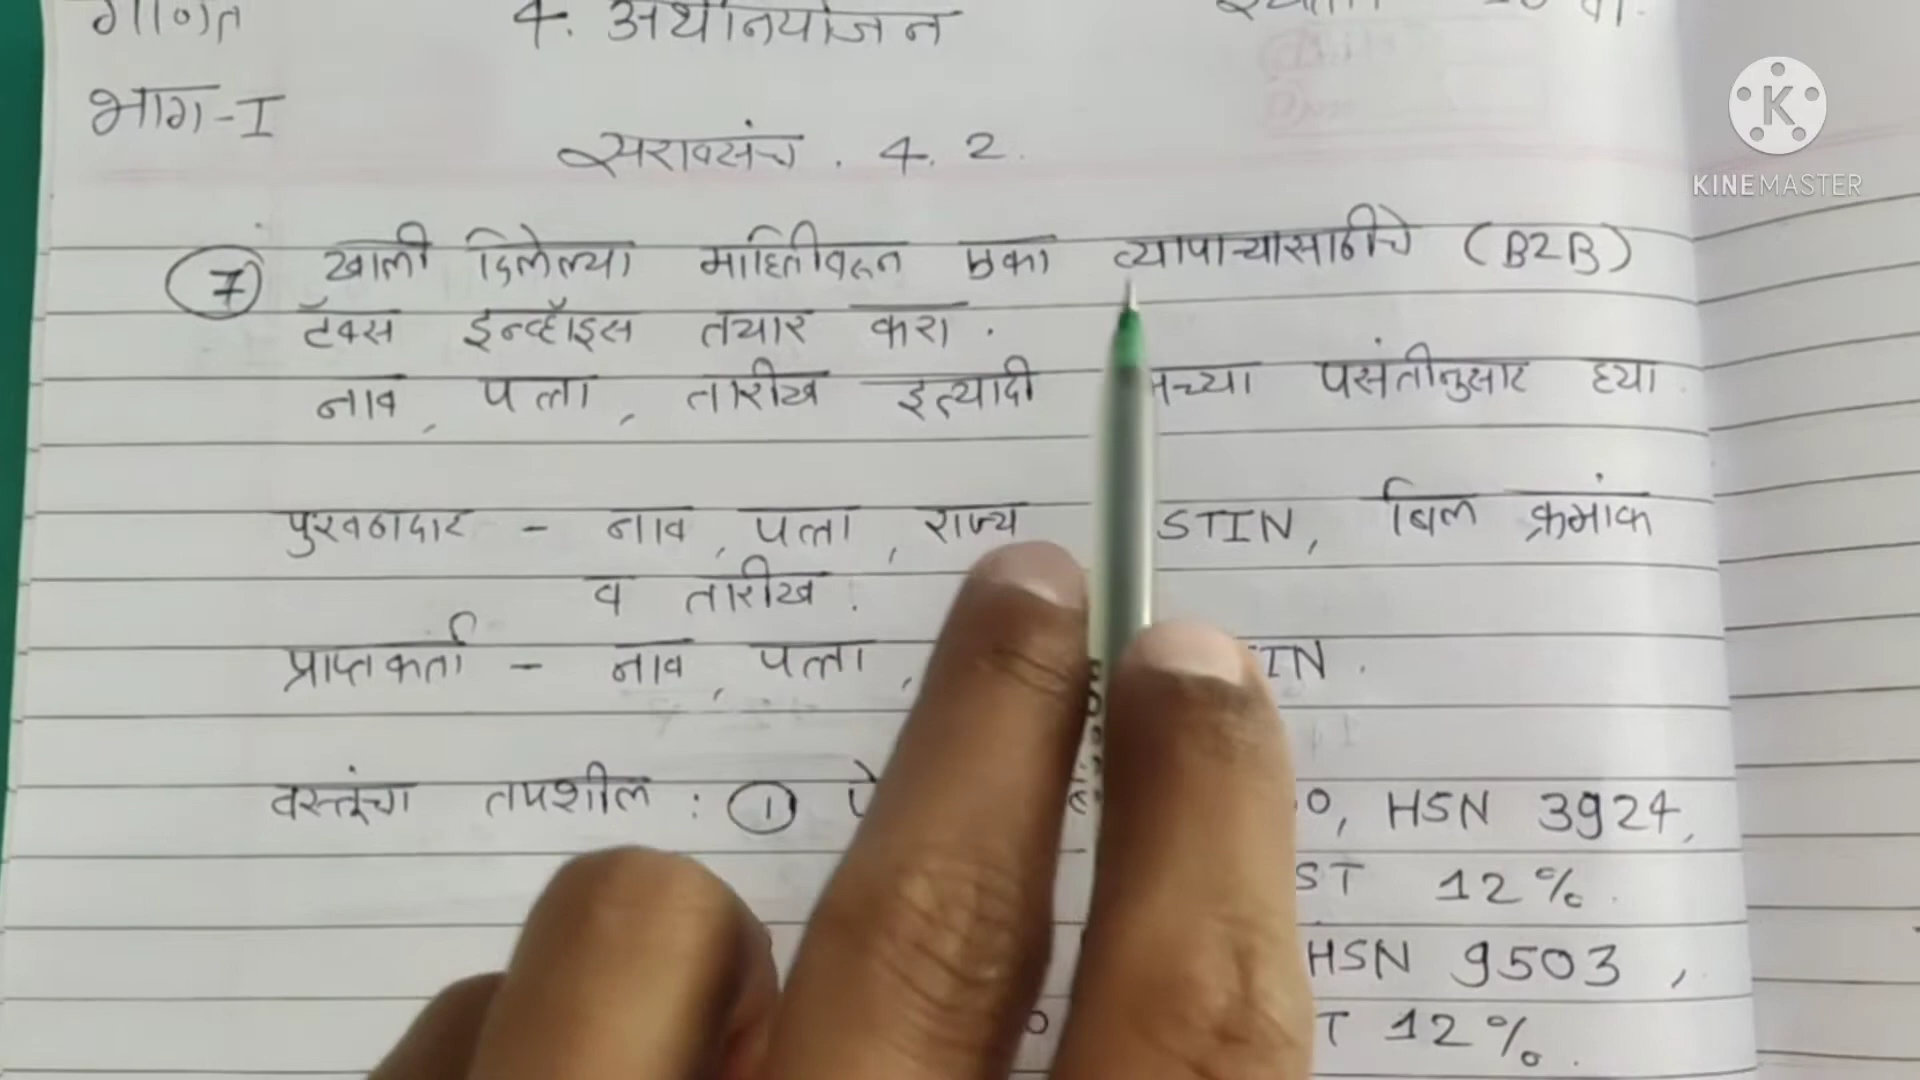 गणित 4. अर्थनियोजन
भाग-I
सरावसंच . 4.2.
7 खाली दिलेल्या माहितीवरून एका व्यापाऱ्यासाठीचे (B2B)
टॅक्स इन्व्हॉइस तयार करा .
नाव, पत्ता, तारीख इत्यादी पसंतीनुसार घ्या .
पुरवठादार - नाव, पत्ता, राज्य STIN, बिल क्रमांक
व तारीख .
प्राप्तकर्ता - नाव, पत्ता, TIN .
वस्तूंचा तपशील : 1 0, HSN 3924,
ST 12% .
HSN 9503 ,
0 T 12% .
K
KINEMASTER